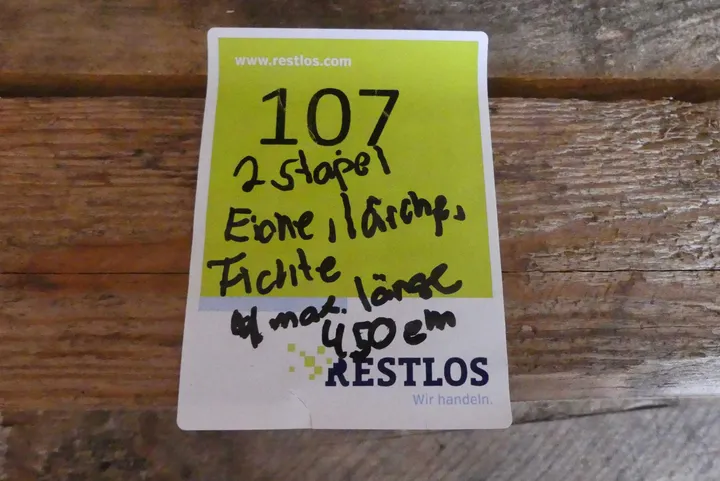 www.restlos.com
107
2 Stapel
Eiche, lärche,
Fichte
max. länge
450 cm
RESTLOS
Wir handeln.